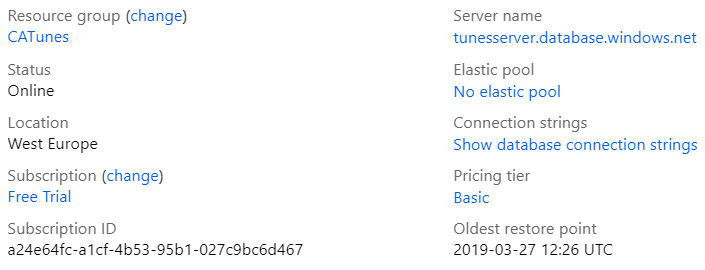 Resource group (change)
CATunes
Status
Online
Location
West Europe
Subscription (change)
Free Trial
Subscription ID
a24e64fc-a1cf-4b53-95b1-027c9bc6d467
Server name
tunesserver.database.windows.net
Elastic pool
No elastic pool
Connection strings
Show database connection strings
Pricing tier
Basic
Oldest restore point
2019-03-27 12:26 UTC